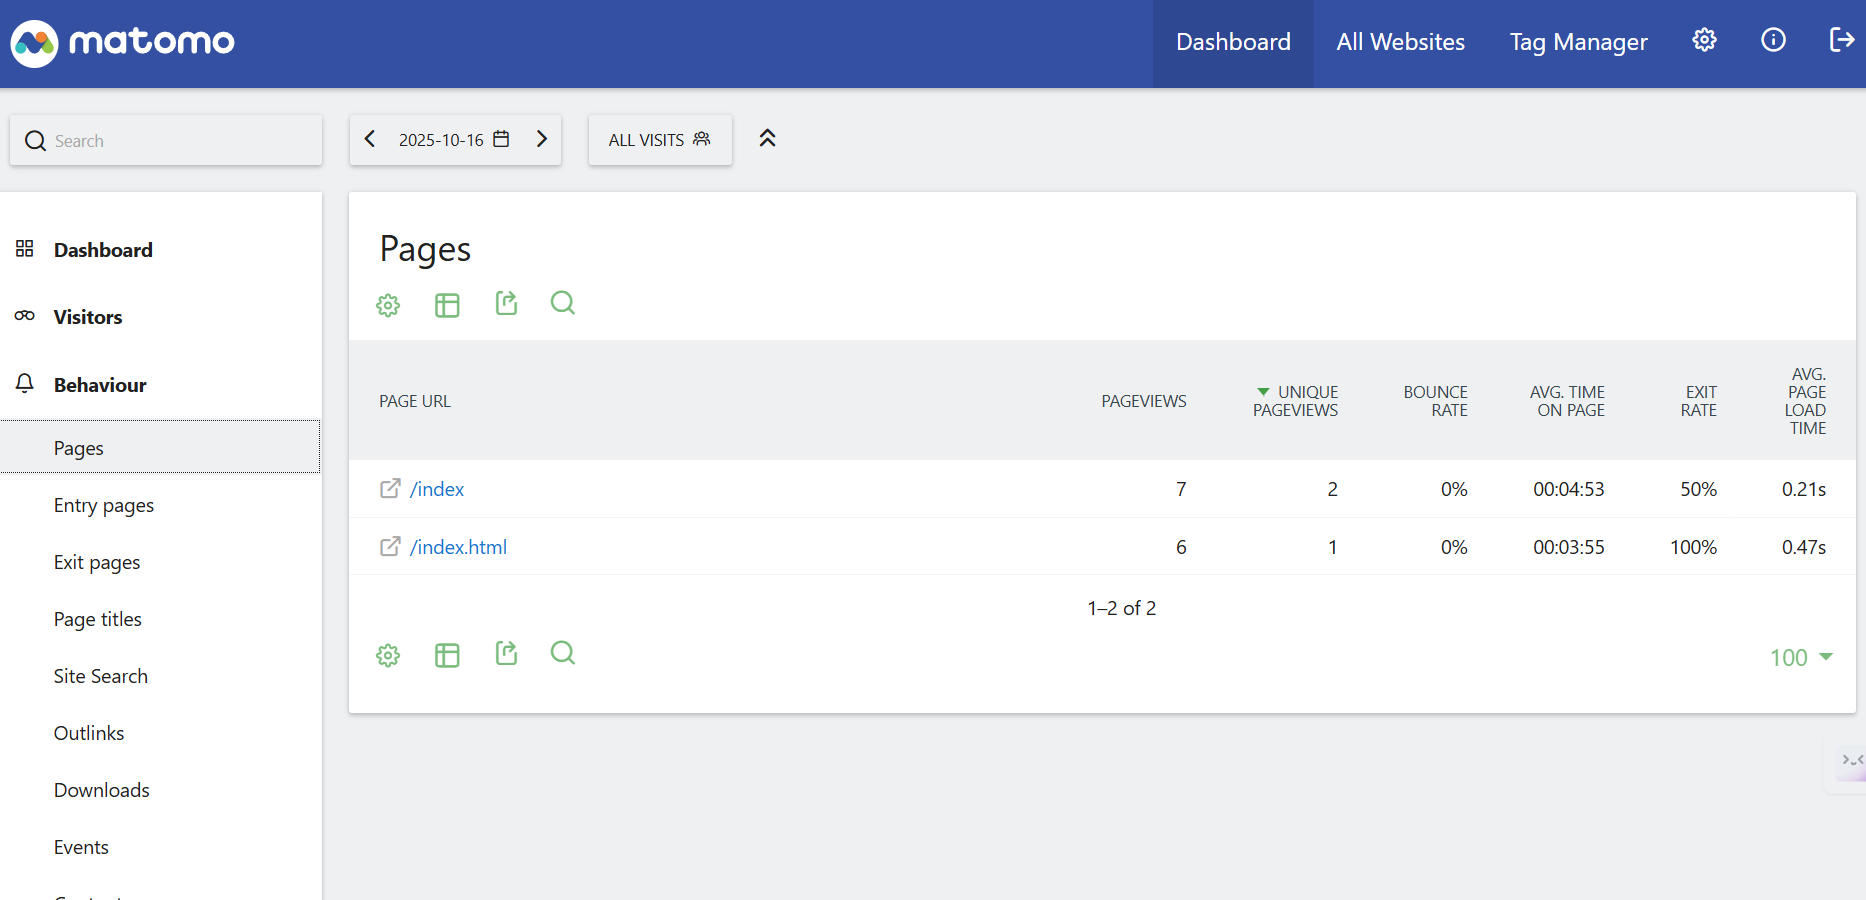 matomo
Dashboard
All Websites
Tag Manager
Search
2025-10-16
ALL VISITS
Dashboard
Visitors
Behaviour
Pages
Entry pages
Exit pages
Page titles
Site Search
Outlinks
Downloads
Events
Pages
PAGE URL
PAGEVIEWS
UNIQUE
PAGEVIEWS
BOUNCE
RATE
AVG. TIME
ON PAGE
EXIT
RATE
AVG.
PAGE
LOAD
TIME
/index 7 2 0% 00:04:53 50% 0.21s
/index.html 6 1 0% 00:03:55 100% 0.47s
1–2 of 2
100